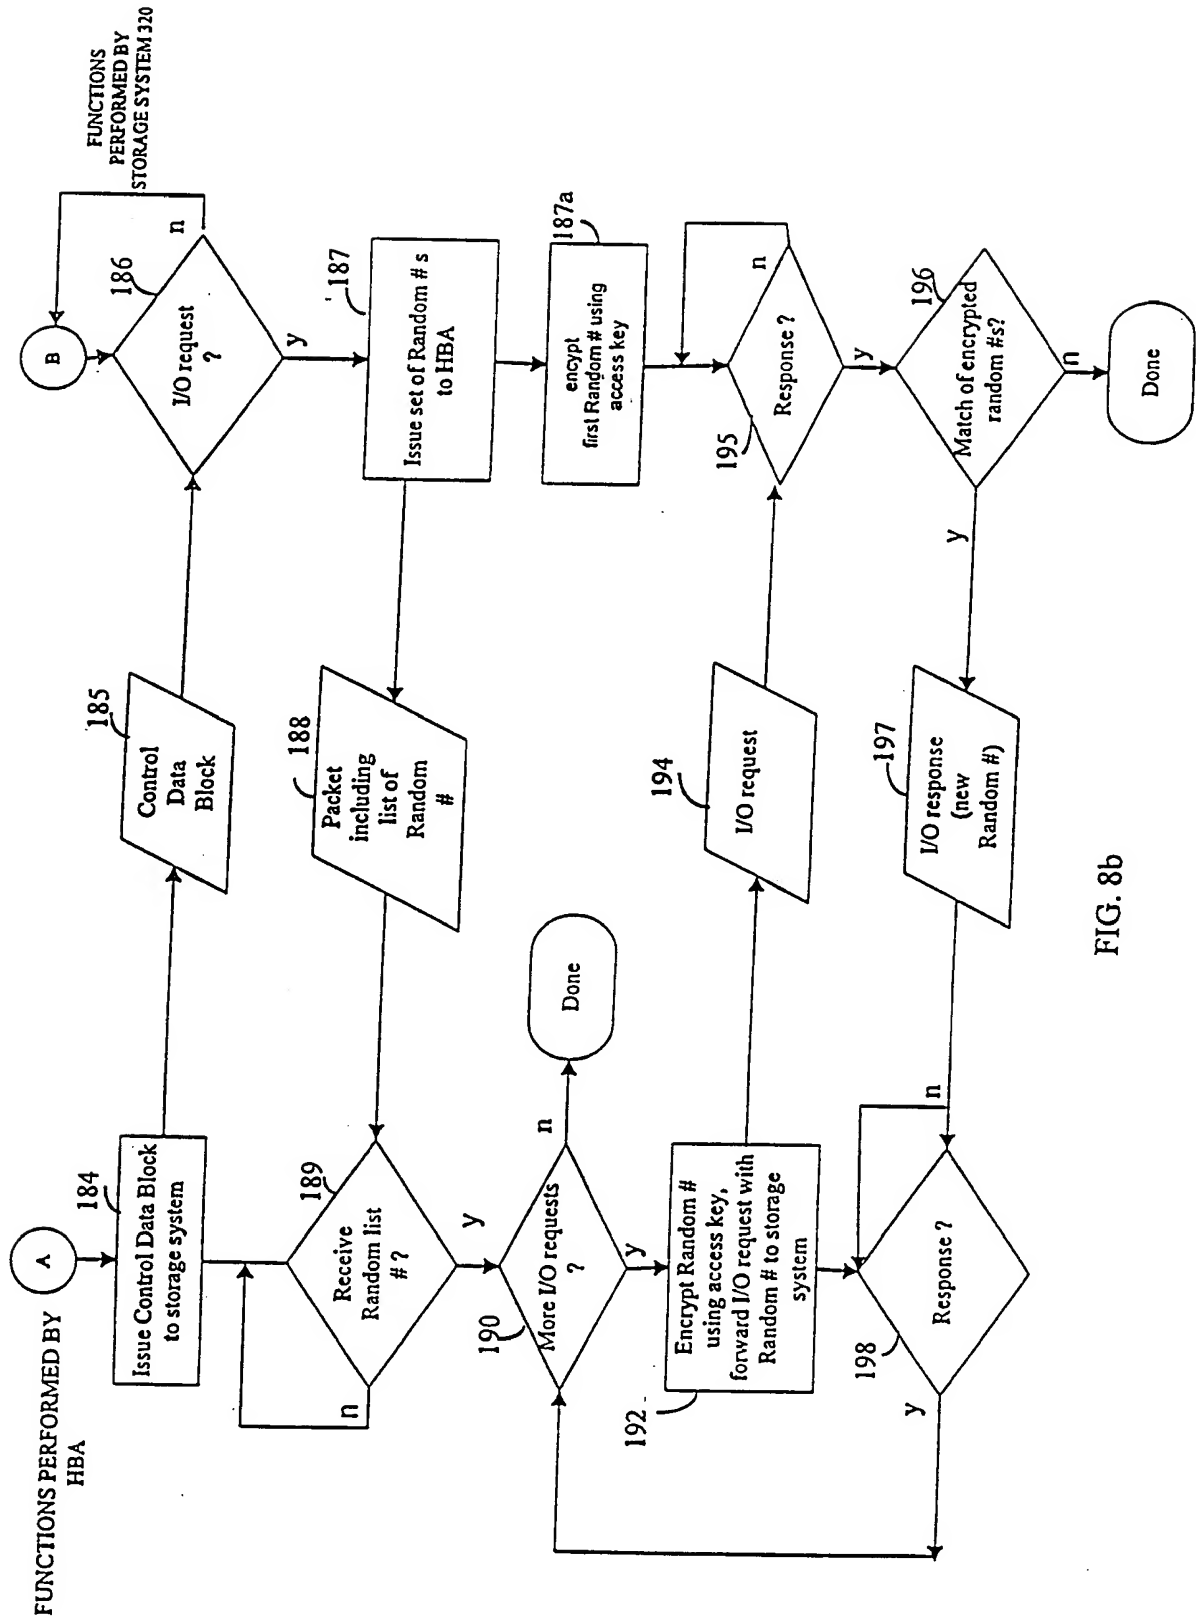 FUNCTIONS PERFORMED BY
HBA
A
184
Issue Control Data Block
to storage system
185
Control
Data
Block
FUNCTIONS
PERFORMED BY
STORAGE SYSTEM 320
B
186
I/O request
?
n
y
187
Issue set of Random # s
to HBA
188
Packet
including
list of
Random
#
189
Receive
Random list
# ?
n
y
187a
encypt
first Random # using
access key
190
More I/O requests
?
n
Done
y
192
Encrypt Random #
using access key,
forward I/O request with
Random # to storage
system
194
I/O request
195
Response ?
n
y
196
Match of encrypted
random #s?
y
n
Done
197
I/O response
(new
Random #)
198
Response ?
n
y
FIG. 8b